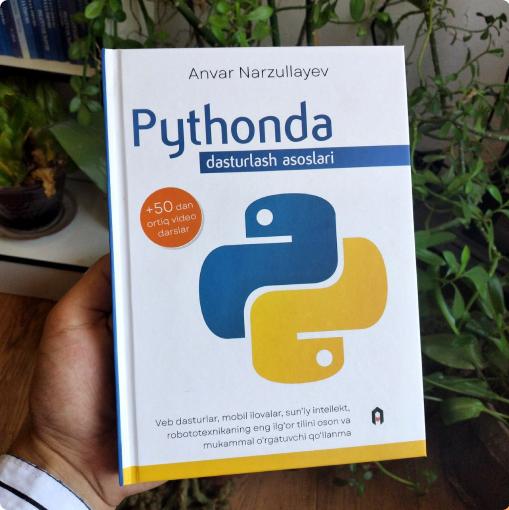 Anvar Narzullayev
Pythonda
dasturlash asoslari
+50 dan
ortiq video
darslar
Veb dasturlar, mobil ilovalar, sun'iy intellekt,
robototexnikaning eng ilg'or tilini oson va
mukammal o'rgatuvchi qo'llanma